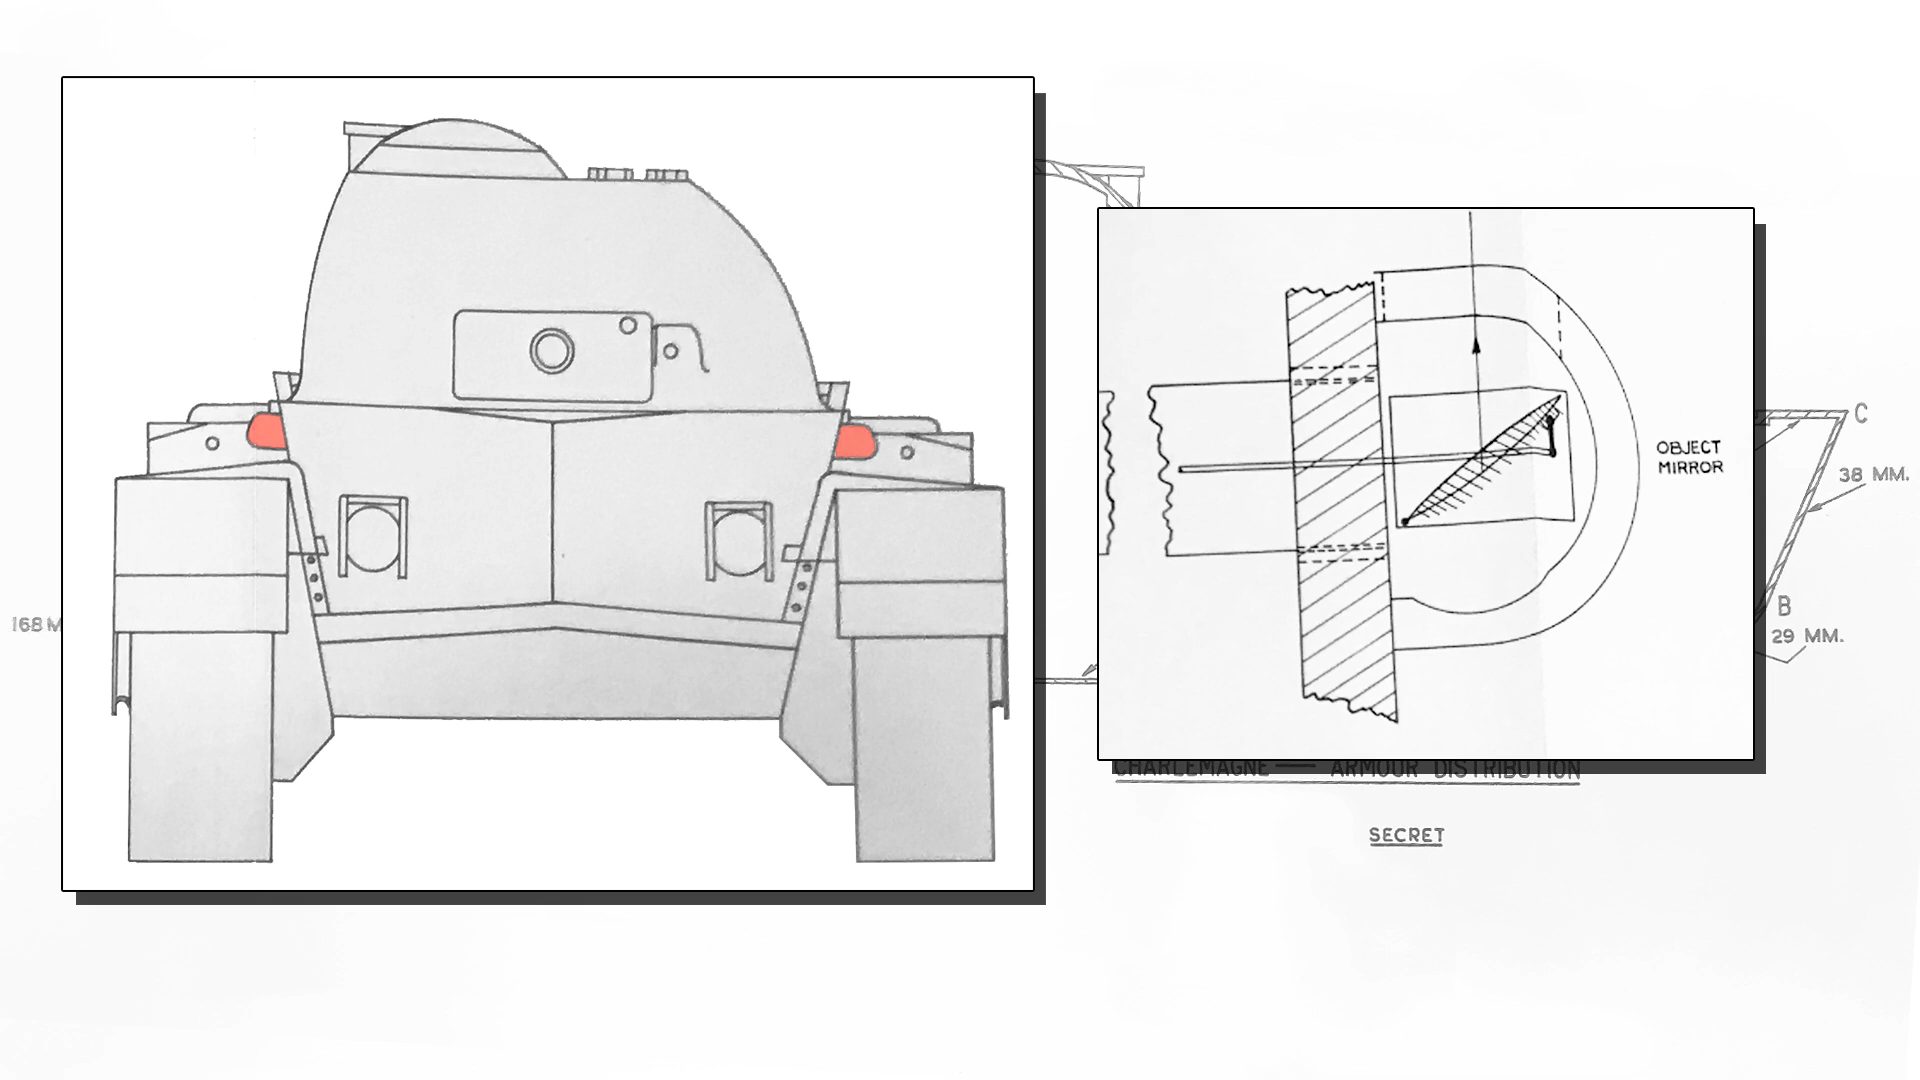 C
38 MM.
OBJECT
MIRROR
B
29 MM.
168 M
CHARLEMAGNE — ARMOUR DISTRIBUTION
SECRET